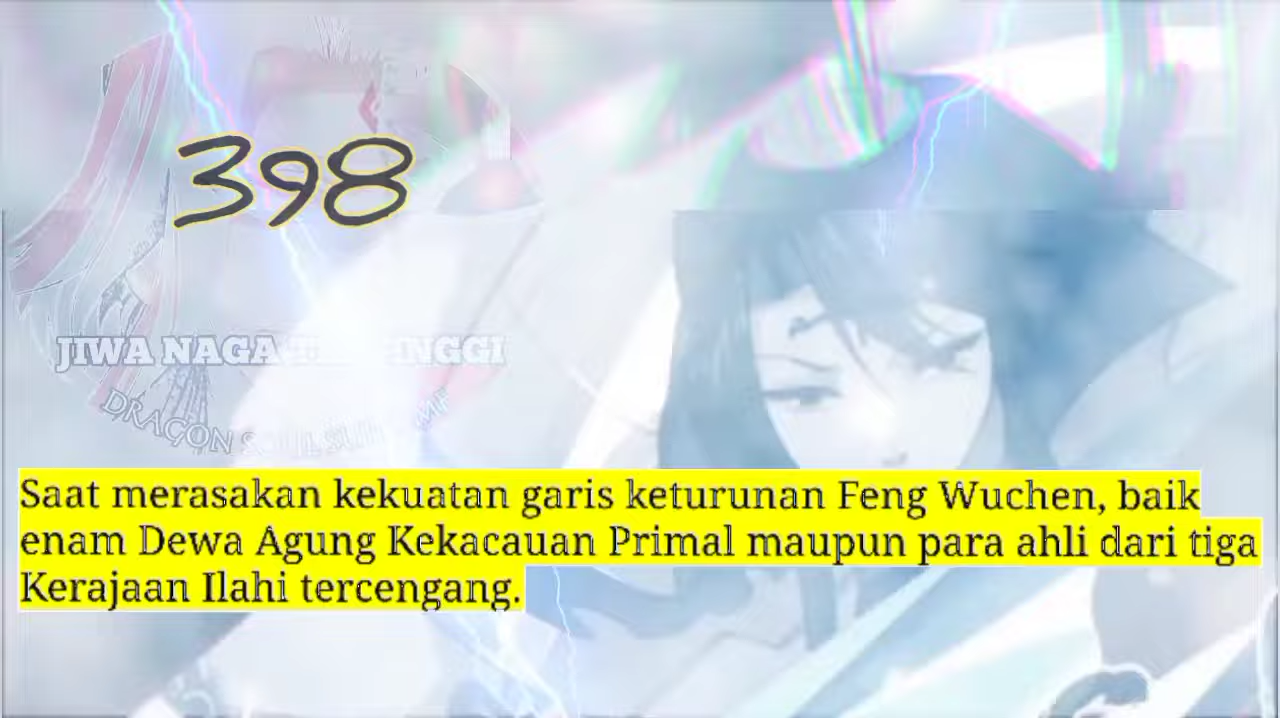 398
JIWA NAGA
DRAGON
Saat merasakan kekuatan garis keturunan Feng Wuchen, baik
enam Dewa Agung Kekacauan Primal maupun para ahli dari tiga
Kerajaan Ilahi tercengang.